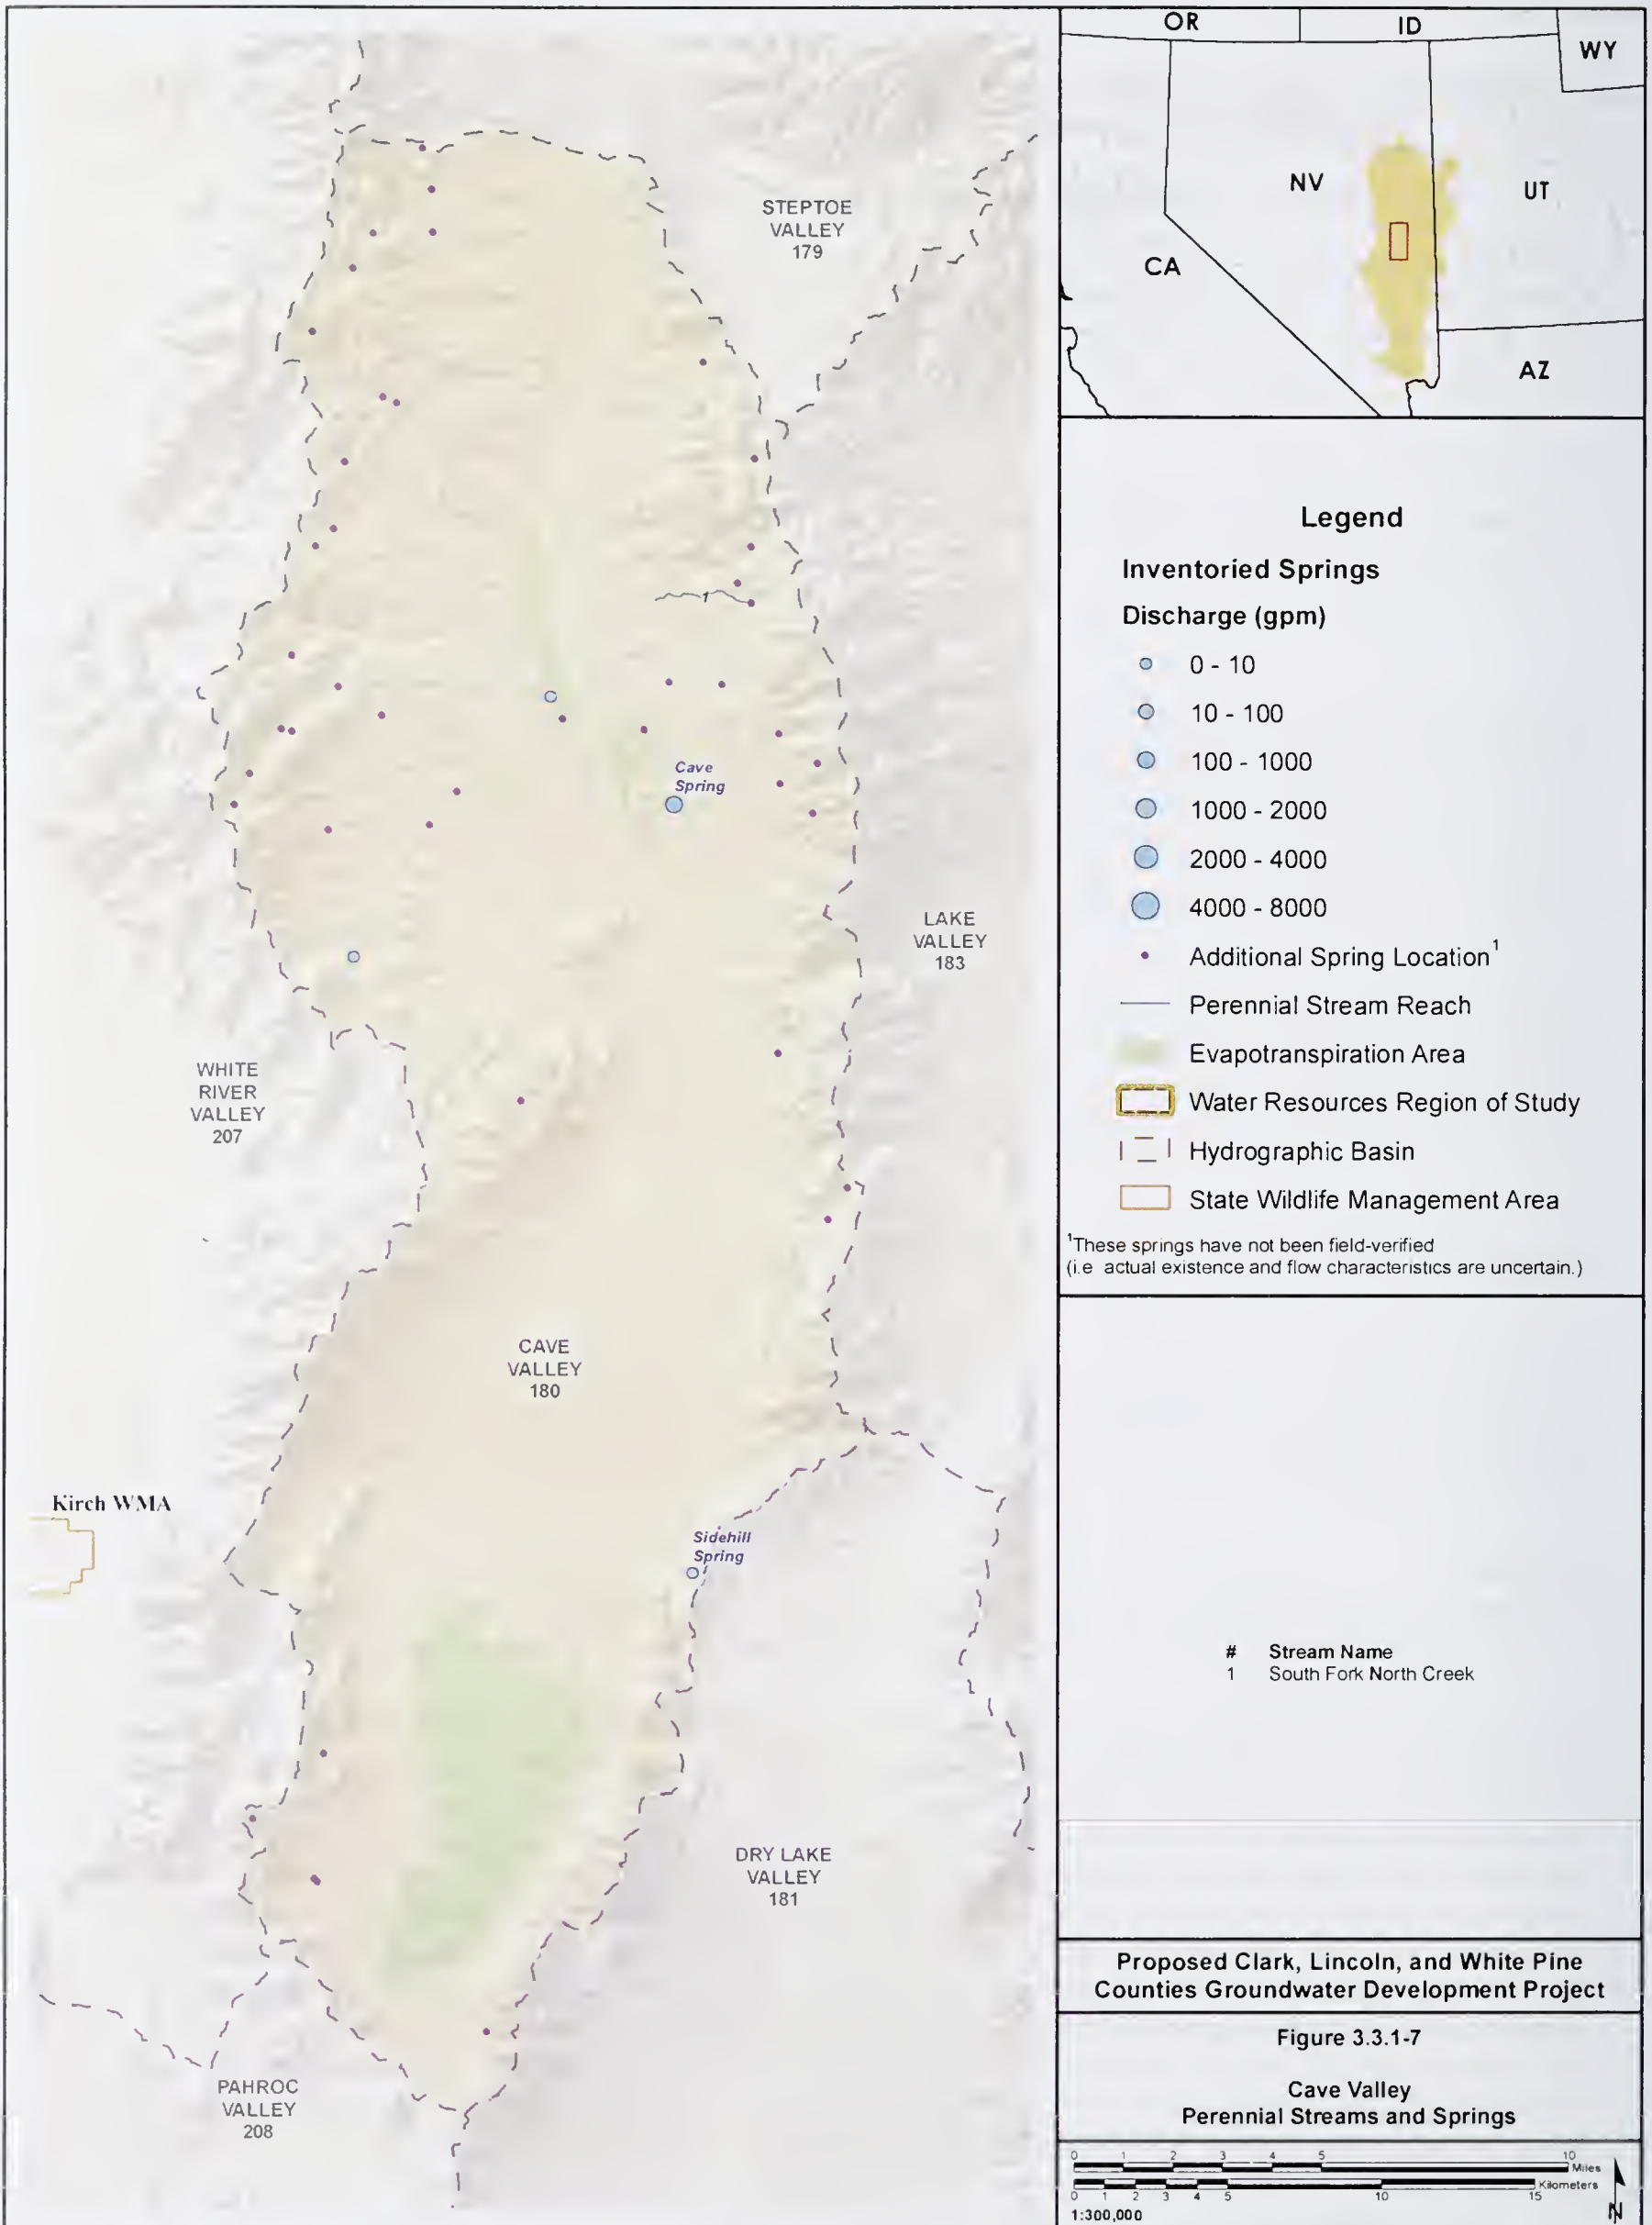 STEPTOE
VALLEY
179
1
Cave
Spring
LAKE
VALLEY
183
WHITE
RIVER
VALLEY
207
CAVE
VALLEY
180
Kirch WMA
Sidehill
Spring
DRY LAKE
VALLEY
181
PAHROC
VALLEY
208
OR
ID
WY
NV
UT
CA
AZ
Legend
Inventoried Springs
Discharge (gpm)
0 - 10
10 - 100
100 - 1000
1000 - 2000
2000 - 4000
4000 - 8000
Additional Spring Location¹
Perennial Stream Reach
Evapotranspiration Area
Water Resources Region of Study
Hydrographic Basin
State Wildlife Management Area
¹These springs have not been field-verified
(i.e actual existence and flow characteristics are uncertain.)
# Stream Name
1 South Fork North Creek
Proposed Clark, Lincoln, and White Pine
Counties Groundwater Development Project
Figure 3.3.1-7
Cave Valley
Perennial Streams and Springs
0 1 2 3 4 5 10
Miles
Kilometers
0 1 2 3 4 5 10 15
1:300,000
N